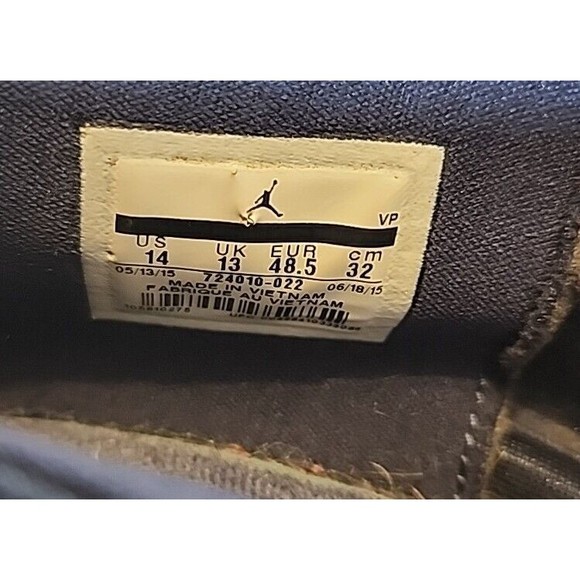 VP
US UK EUR cm
14 13 48.5 32
05/13/15 724010-022 06/18/15
MADE IN VIETNAM
FABRIQUE AU VIETNAM